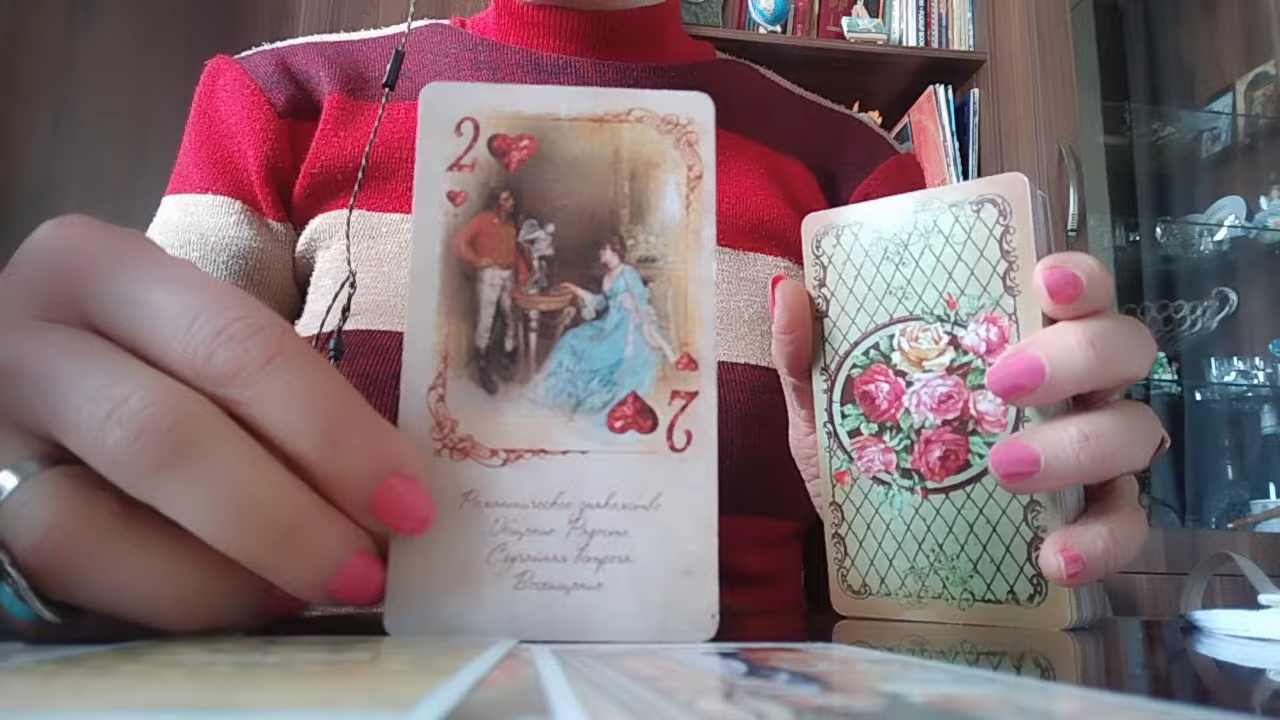 2
Романтическое знакомство
Общение Радость
Случайная встреча
Восхищение
2